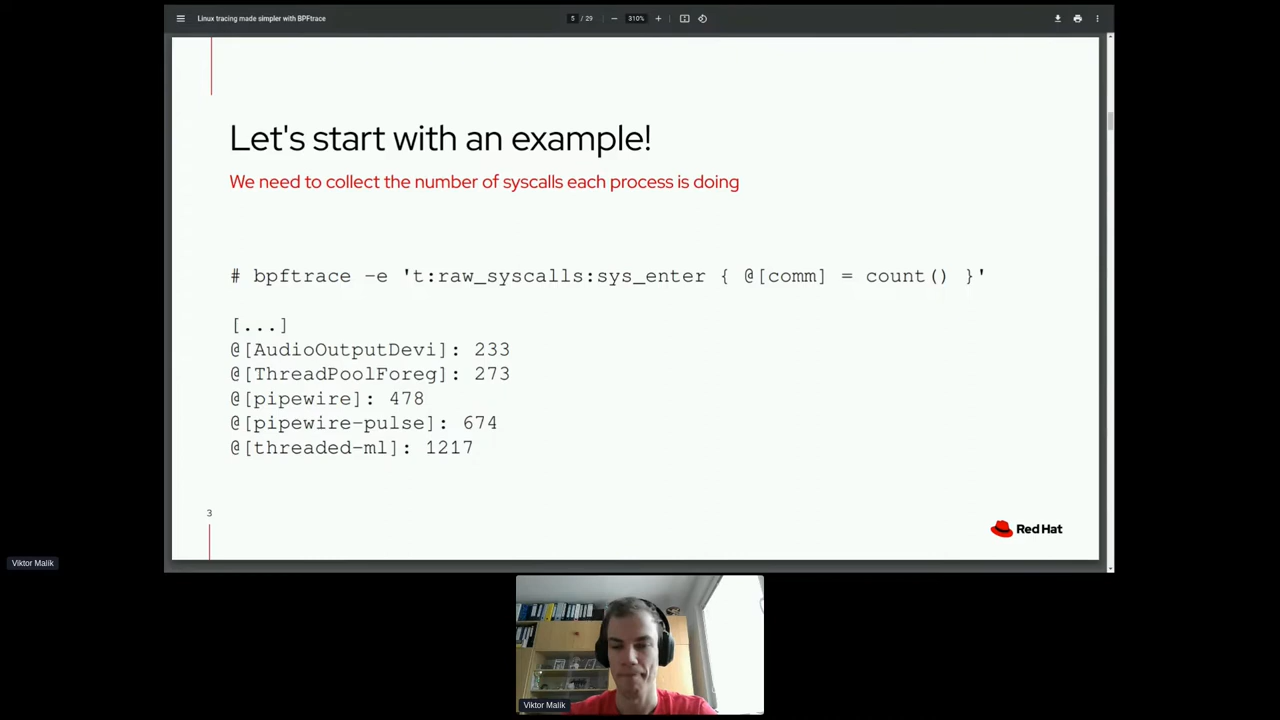 Linux tracing made simpler with BPFtrace
5 / 29
310%
Let's start with an example!
We need to collect the number of syscalls each process is doing
# bpftrace -e 't:raw_syscalls:sys_enter { @[comm] = count() }'
[...]
@[AudioOutputDevi]: 233
@[ThreadPoolForeg]: 273
@[pipewire]: 478
@[pipewire-pulse]: 674
@[threaded-ml]: 1217
3
Red Hat
Viktor Malik
Viktor Malik